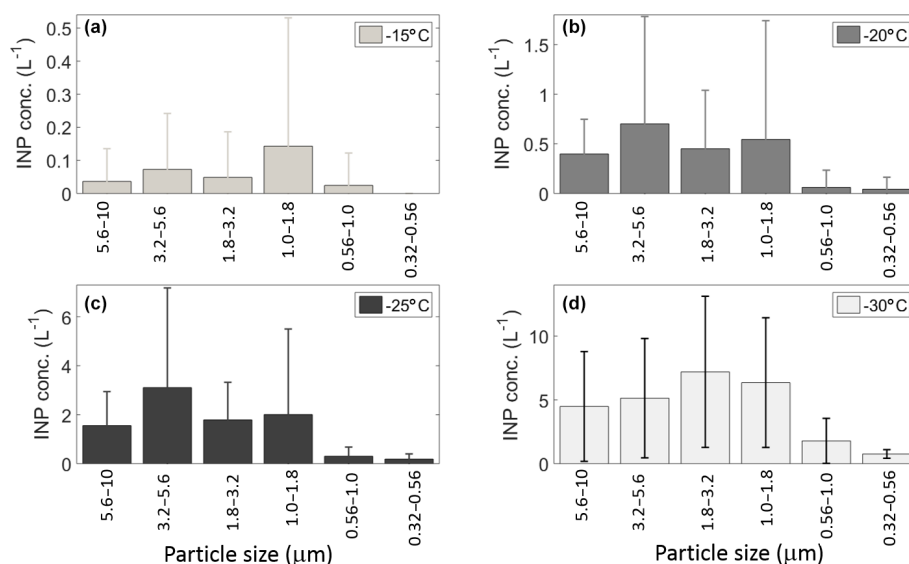 (a)
-15°C
INP conc. (L⁻¹)
0.5
0.4
0.3
0.2
0.1
0
5.6–10
3.2–5.6
1.8–3.2
1.0–1.8
0.56–1.0
0.32–0.56
(b)
-20°C
INP conc. (L⁻¹)
1.5
1
0.5
0
5.6–10
3.2–5.6
1.8–3.2
1.0–1.8
0.56–1.0
0.32–0.56
(c)
-25°C
INP conc. (L⁻¹)
6
4
2
0
5.6–10
3.2–5.6
1.8–3.2
1.0–1.8
0.56–1.0
0.32–0.56
Particle size (μm)
(d)
-30°C
INP conc. (L⁻¹)
10
5
0
5.6–10
3.2–5.6
1.8–3.2
1.0–1.8
0.56–1.0
0.32–0.56
Particle size (μm)